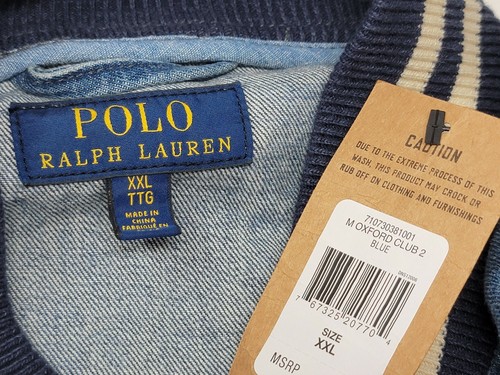 POLO
RALPH LAUREN
XXL
TTG
MADE IN
CHINA
FABRIQUÉ EN
CAUTION
DUE TO THE EXTREME PROCESS OF THIS
WASH, THIS PRODUCT MAY CROCK OR
RUB OFF ON CLOTHING AND FURNISHINGS
710730381001
M OXFORD CLUB 2
BLUE
7 67325 20770 4
SIZE
XXL
MSRP